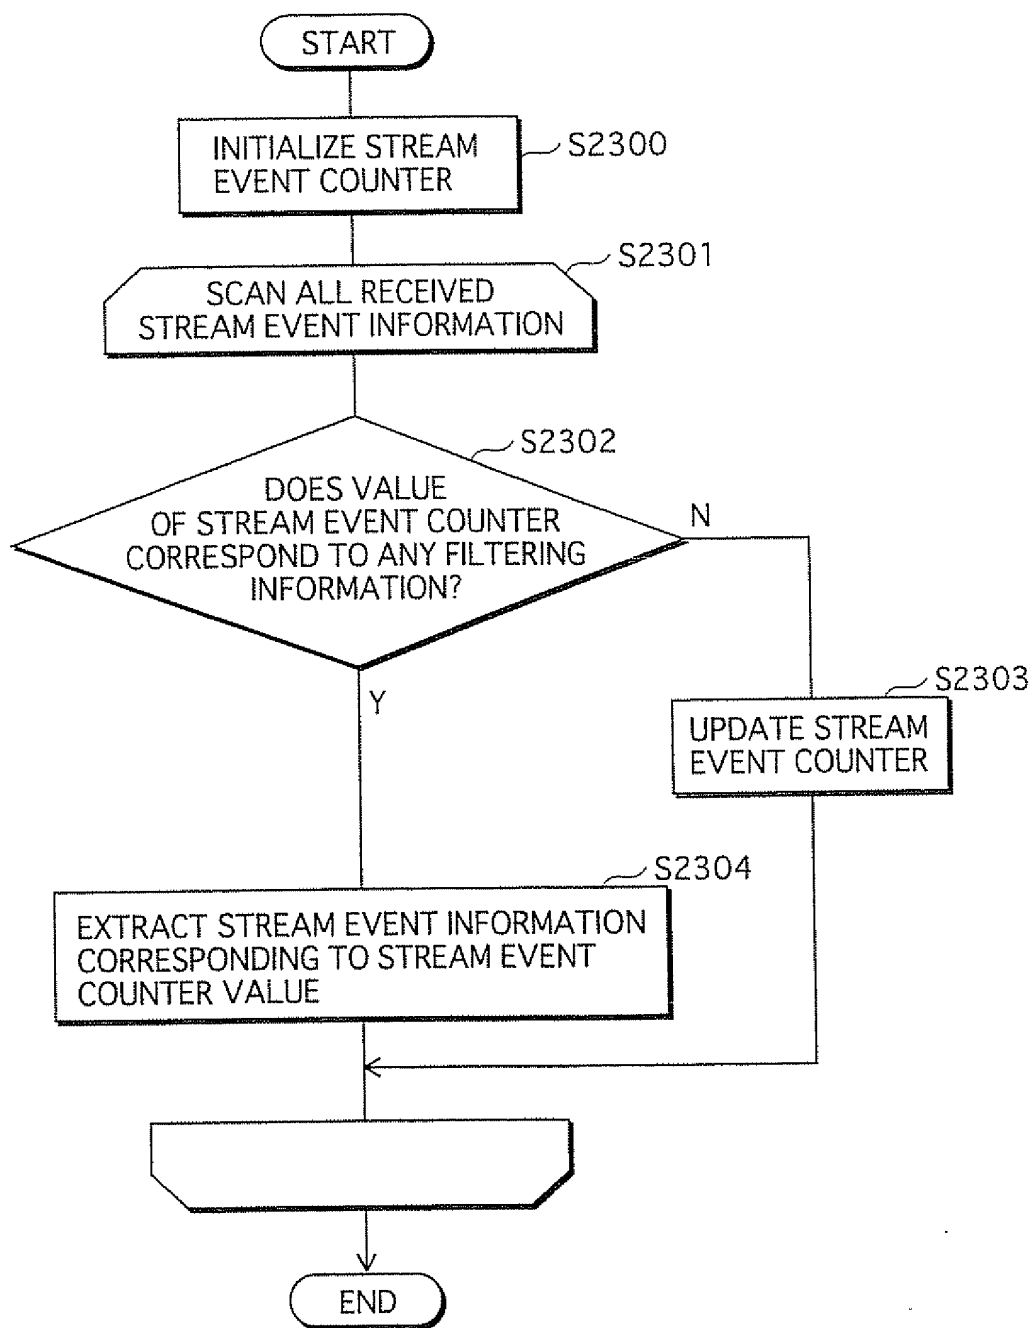 START
INITIALIZE STREAM
EVENT COUNTER
S2300
SCAN ALL RECEIVED
STREAM EVENT INFORMATION
S2301
DOES VALUE
OF STREAM EVENT COUNTER
CORRESPOND TO ANY FILTERING
INFORMATION?
S2302
N
Y
UPDATE STREAM
EVENT COUNTER
S2303
EXTRACT STREAM EVENT INFORMATION
CORRESPONDING TO STREAM EVENT
COUNTER VALUE
S2304
END